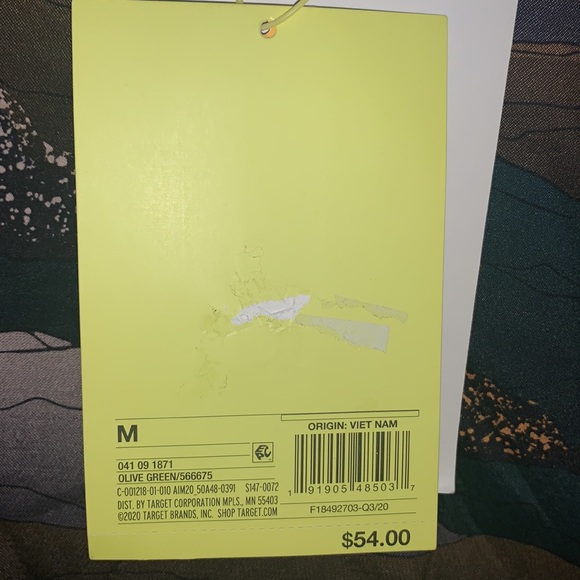 M
041 09 1871
OLIVE GREEN/566675
C-001218-01-010 AIM20_50A48-0391 S147-0072
DIST. BY TARGET CORPORATION MPLS., MN 55403
©2020 TARGET BRANDS, INC. SHOP TARGET.COM
ORIGIN: VIET NAM
1 91905 48503 7
F18492703-Q3/20
$54.00